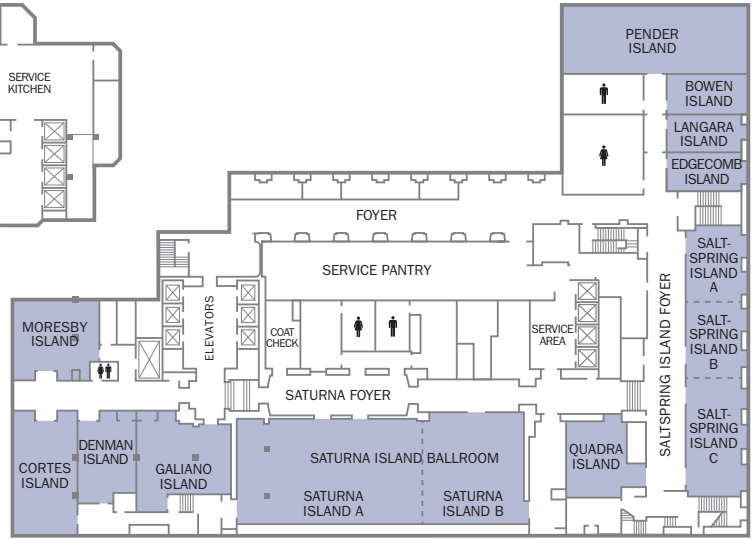 PENDER
ISLAND
SERVICE
KITCHEN
BOWEN
ISLAND
LANGARA
ISLAND
EDGECOMB
ISLAND
FOYER
SERVICE PANTRY
SALT-
SPRING
ISLAND
A
MORESBY
ISLAND
ELEVATORS
COAT
CHECK
SERVICE
AREA
SALTSPRING ISLAND FOYER
SALT-
SPRING
ISLAND
B
SATURNA FOYER
SALT-
SPRING
ISLAND
C
CORTES
ISLAND
DENMAN
ISLAND
GALIANO
ISLAND
SATURNA ISLAND BALLROOM
SATURNA
ISLAND A
SATURNA
ISLAND B
QUADRA
ISLAND